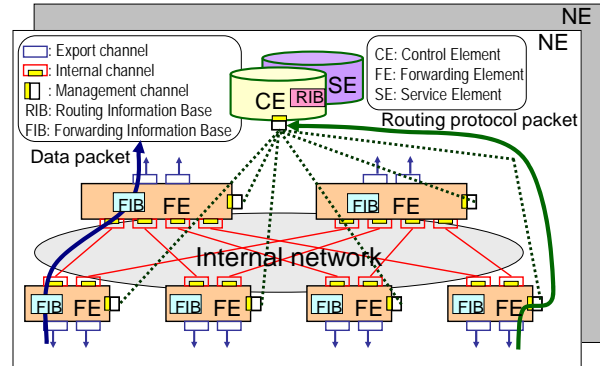 NE
NE
: Export channel
: Internal channel
: Management channel
RIB: Routing Information Base
FIB: Forwarding Information Base
CE: Control Element
FE: Forwarding Element
SE: Service Element
SE
CE
RIB
Data packet
Routing protocol packet
FIB FE
FIB FE
Internal network
FIB FE
FIB FE
FIB FE
FIB FE